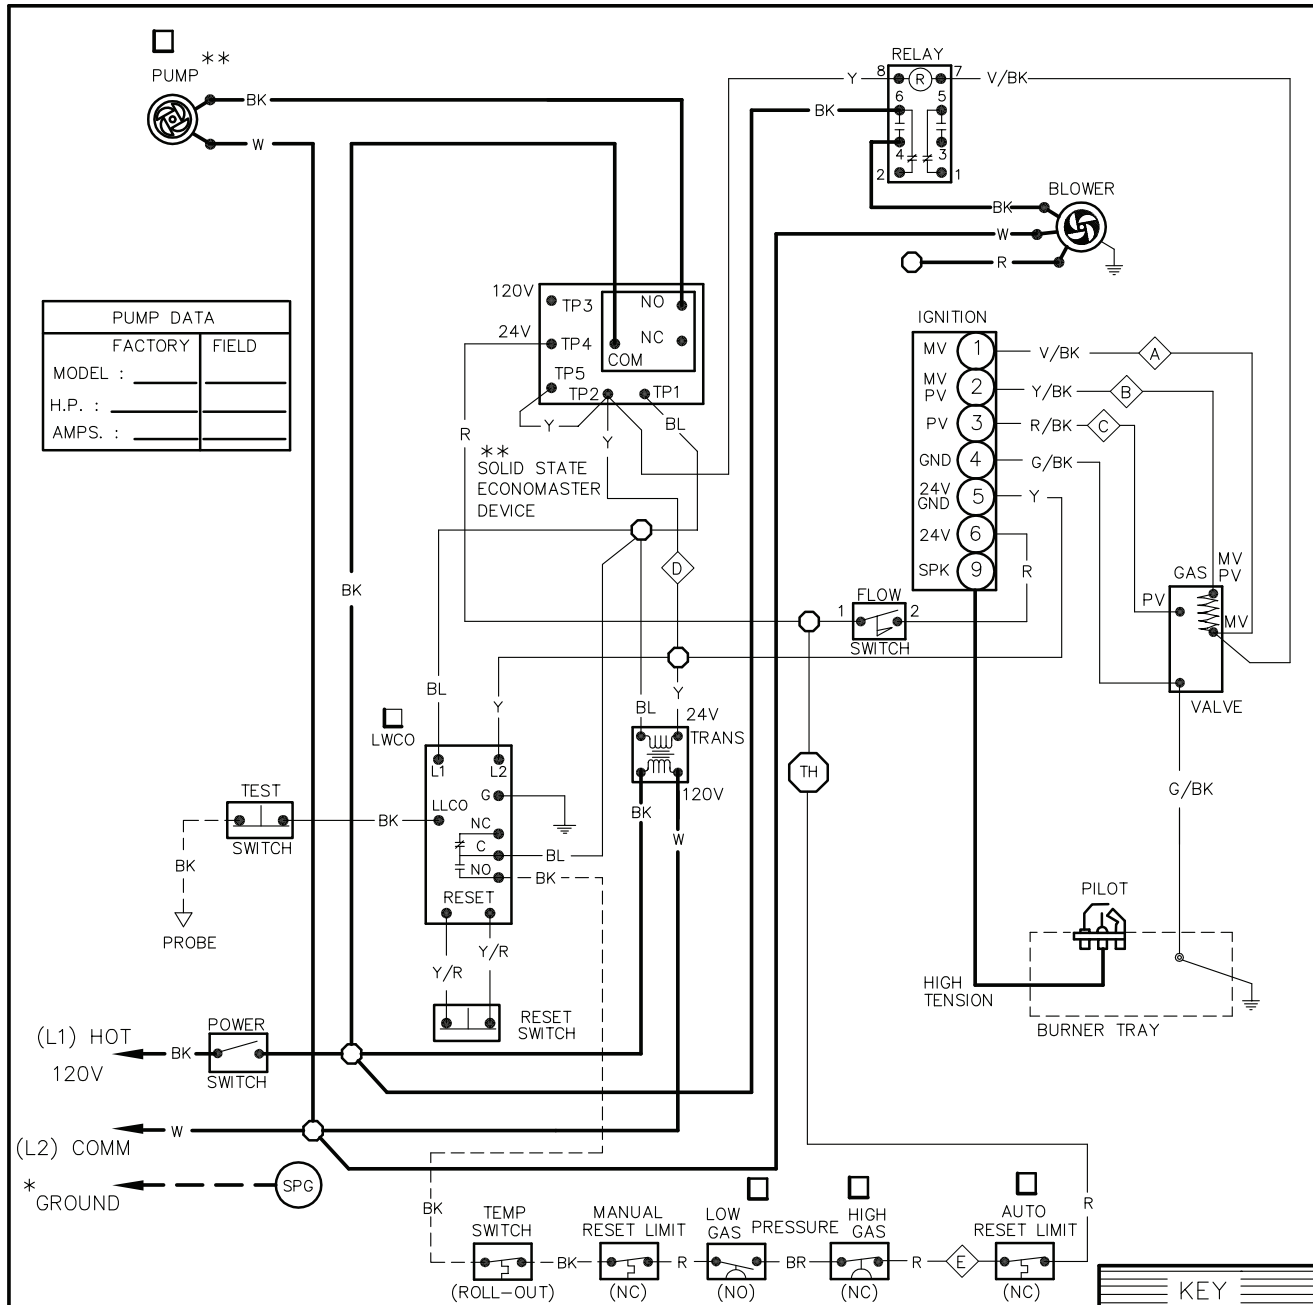 PUMP **
BK
W
RELAY
8
R
7
6
5
4
3
2
1
Y
V/BK
BK
BLOWER
BK
W
R
PUMP DATA
FACTORY
FIELD
MODEL :
H.P. :
AMPS. :
120V
TP3
NO
24V
TP4
COM
NC
TP5
TP2
TP1
Y
Y
BL
R
**
SOLID STATE
ECONOMASTER
DEVICE
IGNITION
MV
1
V/BK
A
MV
PV
2
Y/BK
B
PV
3
R/BK
C
GND
4
G/BK
24V
GND
5
Y
24V
6
R
SPK
9
D
BK
1
FLOW
2
SWITCH
GAS
MV
PV
PV
MV
VALVE
BL
Y
BL
Y
24V
TRANS
120V
BK
W
LWCO
L1
L2
G
LLCO
NC
C
NO
BL
BK
RESET
Y/R
Y/R
RESET
SWITCH
TEST
SWITCH
BK
BK
PROBE
TH
G/BK
PILOT
HIGH
TENSION
BURNER TRAY
(L1) HOT
120V
BK
POWER
SWITCH
(L2) COMM
W
*
GROUND
SPG
BK
TEMP
SWITCH
(ROLL-OUT)
BK
MANUAL
RESET LIMIT
(NC)
R
LOW
GAS
PRESSURE
(NO)
BR
HIGH
GAS
(NC)
R
E
AUTO
RESET LIMIT
(NC)
R
KEY